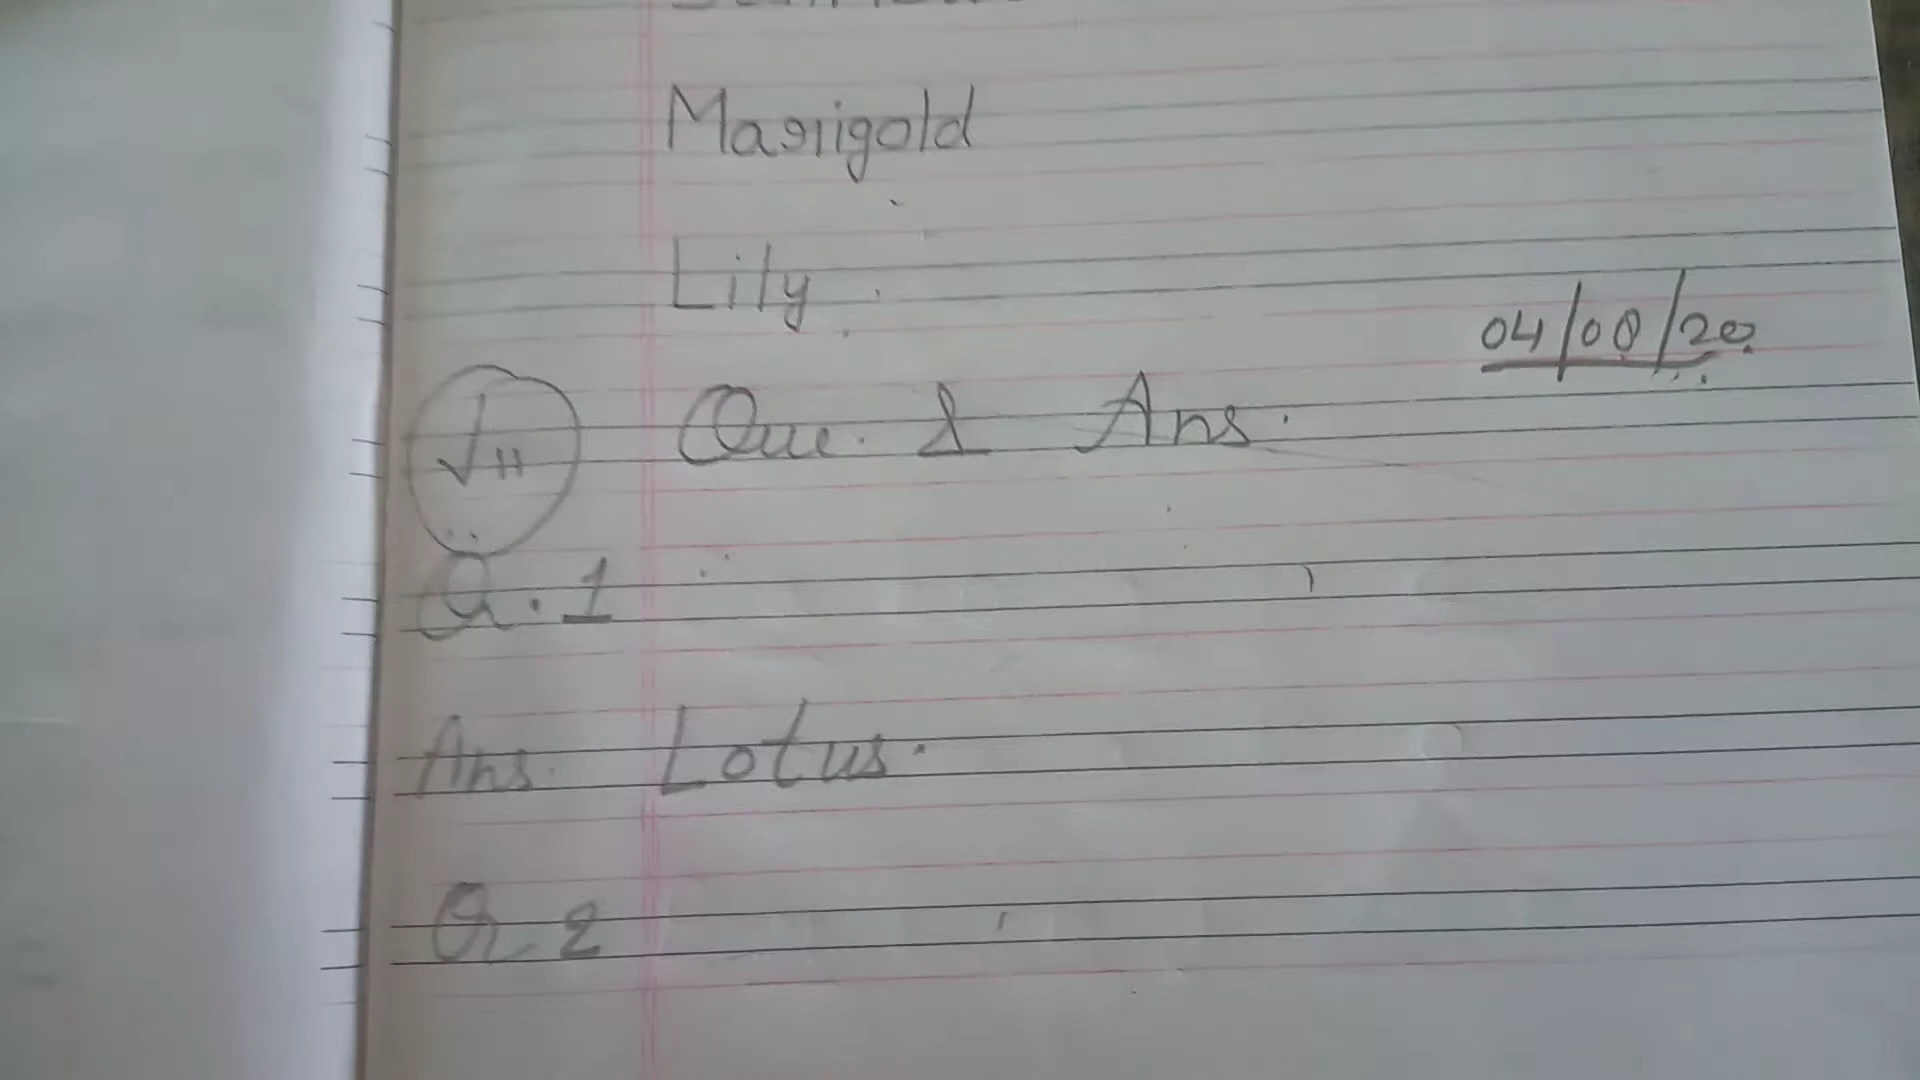 Marigold
Lily
04/08/20
Que. & Ans.
Q.1
Ans. Lotus.
Q 2